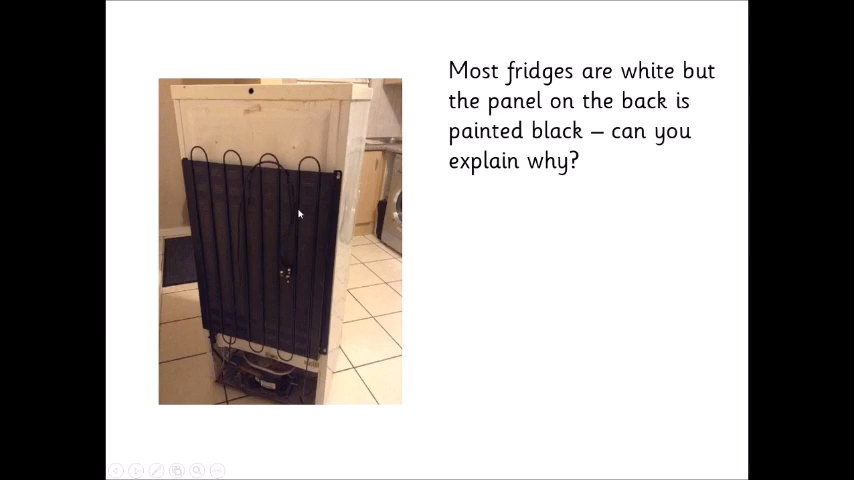 Most fridges are white but
the panel on the back is
painted black – can you
explain why?